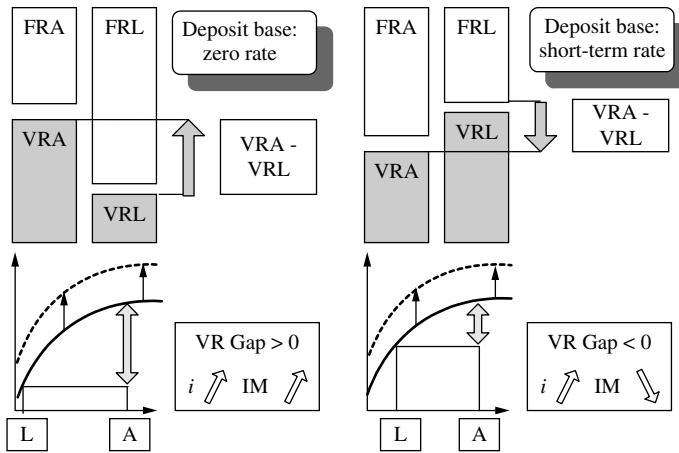 FRA
FRL
Deposit base:
zero rate
VRA
VRL
VRA -
VRL
VR Gap > 0
i IM
L
A
FRA
FRL
Deposit base:
short-term rate
VRL
VRA
VRA -
VRL
VR Gap < 0
i IM
L
A